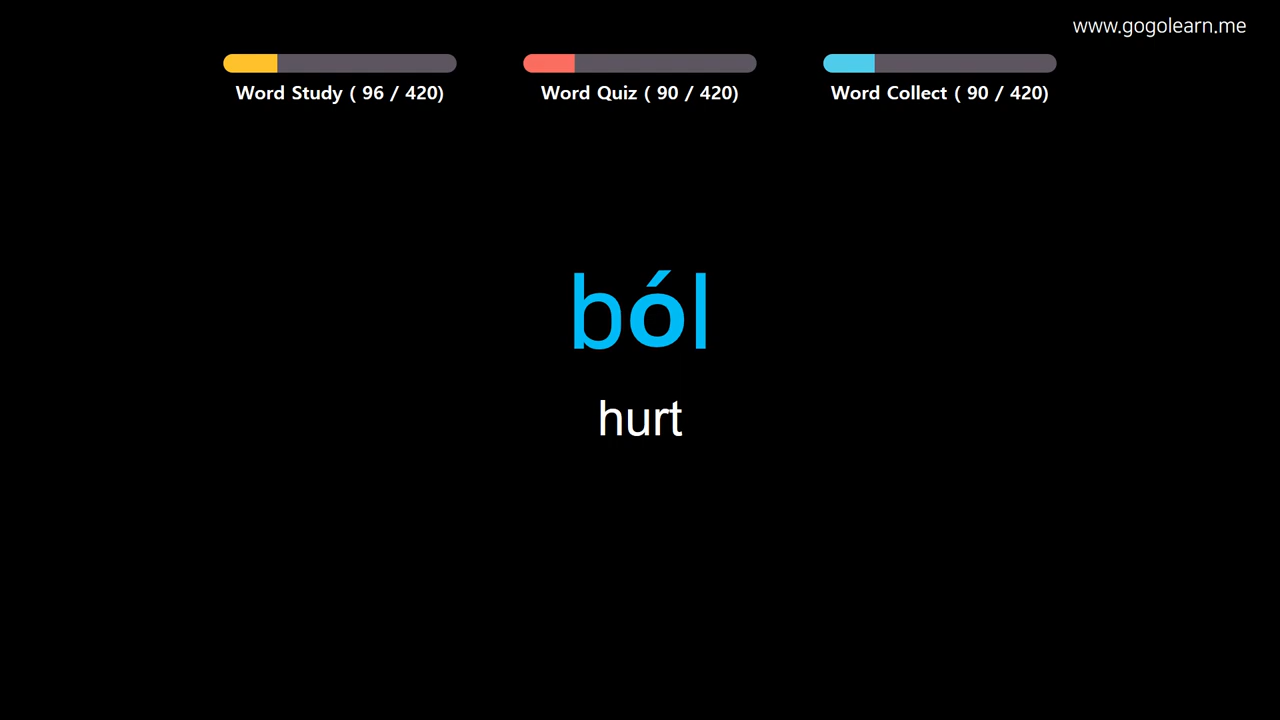 www.gogolearn.me
Word Study ( 96 / 420)
Word Quiz ( 90 / 420)
Word Collect ( 90 / 420)
ból
hurt